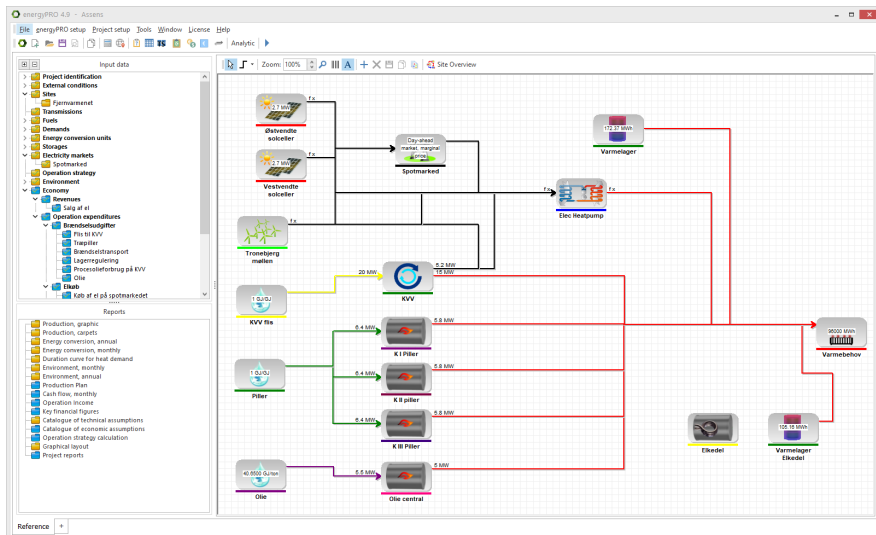 energyPRO 4.9 - Assens
File energyPRO setup Project setup Tools Window License Help
Analytic
Input data
Project identification
External conditions
Sites
Fjernvarmenet
Transmissions
Fuels
Demands
Energy conversion units
Storages
Electricity markets
Spotmarked
Operation strategy
Environment
Economy
Revenues
Salg af el
Operation expenditures
Brændselsudgifter
Flis til KVV
Træpiller
Brændselstransport
Lagerregulering
Procesolieforbrug på KVV
Olie
Elkøb
Køb af el på spotmarkedet
Reports
Production, graphic
Production, carpets
Energy conversion, annual
Energy conversion, monthly
Duration curve for heat demand
Environment, monthly
Environment, annual
Production Plan
Cash flow, monthly
Operation Income
Key financial figures
Catalogue of technical assumptions
Catalogue of economic assumptions
Operation strategy calculation
Graphical layout
Project reports
Reference +
Zoom: 100% A Site Overview
2.7 MW
f x
Østvendte
solceller
2.7 MW
f x
Vestvendte
solceller
Day-ahead
market, marginal
price
Spotmarked
172.37 MWh
Varmelager
f x
f x
Elec Heatpump
f x
Tronebjerg
møllen
20 MW
5.2 MW
15 MW
KVV
1 GJ/GJ
KVV flis
6.4 MW
5.8 MW
K I Piller
96000 MWh
Varmebehov
1 GJ/GJ
Piller
6.4 MW
5.8 MW
K II piller
6.4 MW
5.8 MW
K III Piller
Elkedel
105.16 MWh
Varmelager
Elkedel
40.6500 GJ/ton
Olie
5.5 MW
5 MW
Olie central